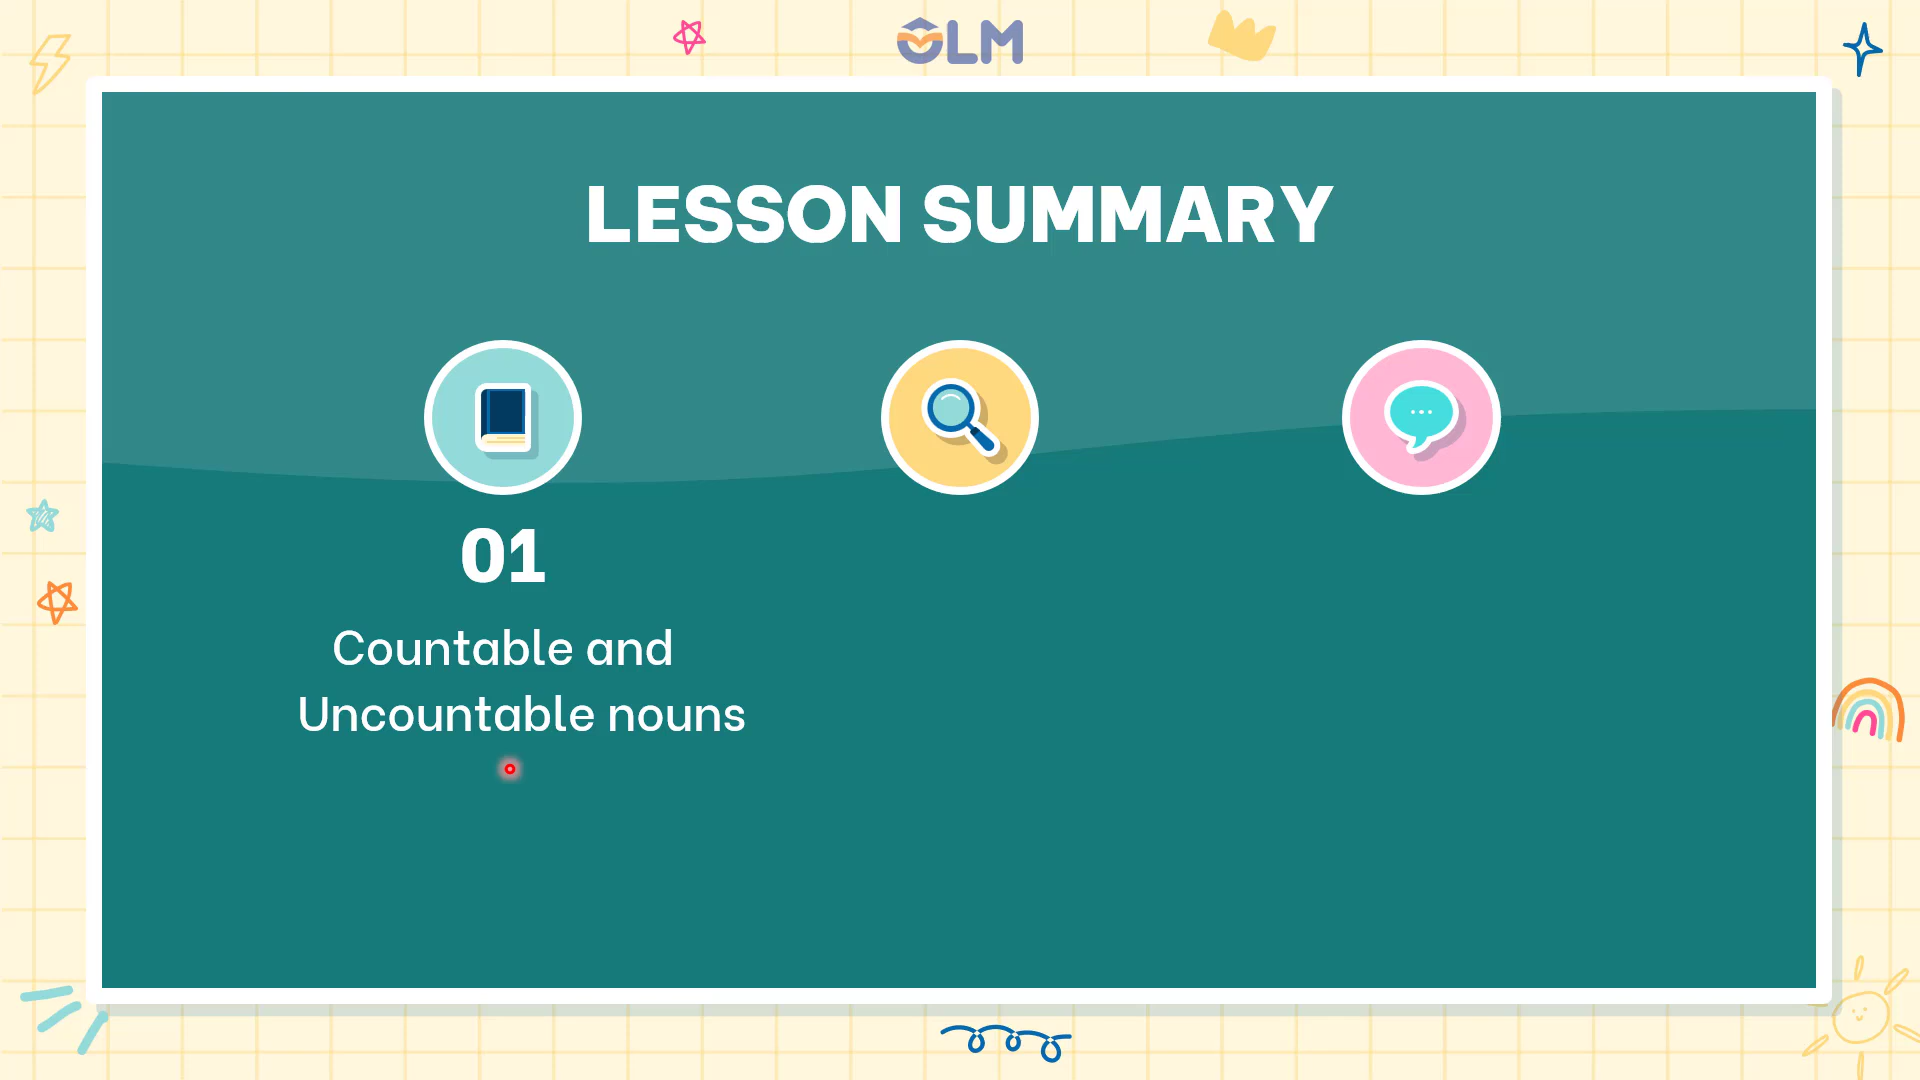 OLM
LESSON SUMMARY
01
Countable and
Uncountable nouns